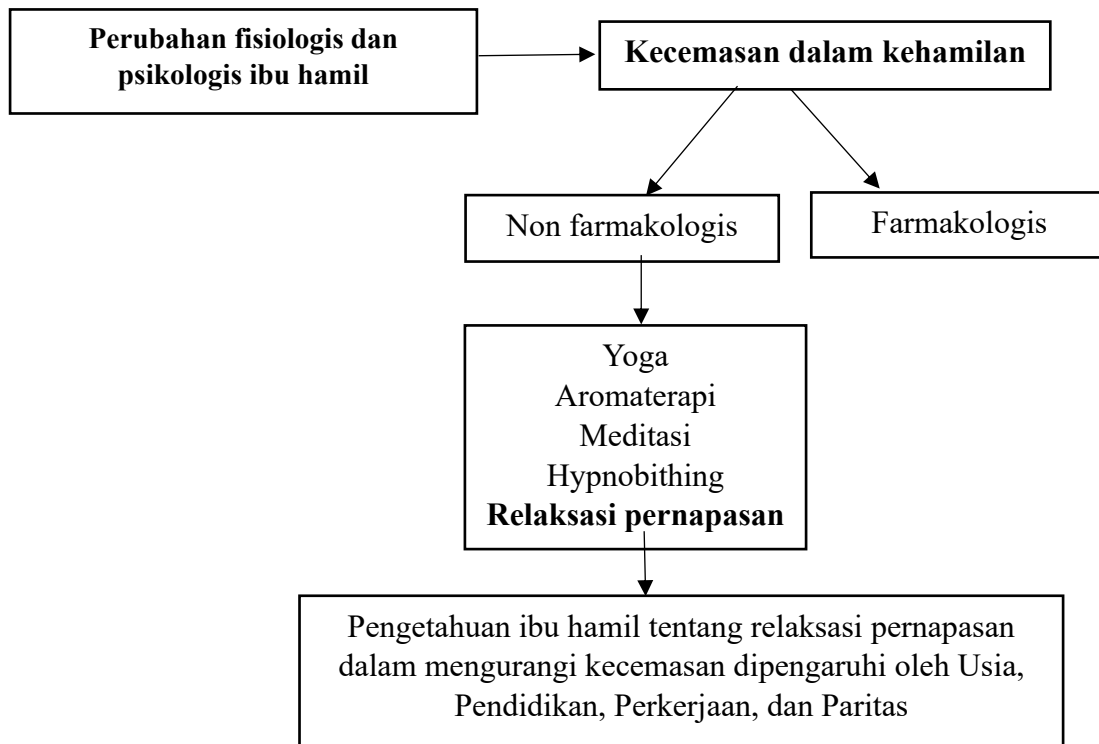 Perubahan fisiologis dan
psikologis ibu hamil
Kecemasan dalam kehamilan
Non farmakologis
Farmakologis
Yoga
Aromaterapi
Meditasi
Hypnobithing
Relaksasi pernapasan
Pengetahuan ibu hamil tentang relaksasi pernapasan
dalam mengurangi kecemasan dipengaruhi oleh Usia,
Pendidikan, Perkerjaan, dan Paritas